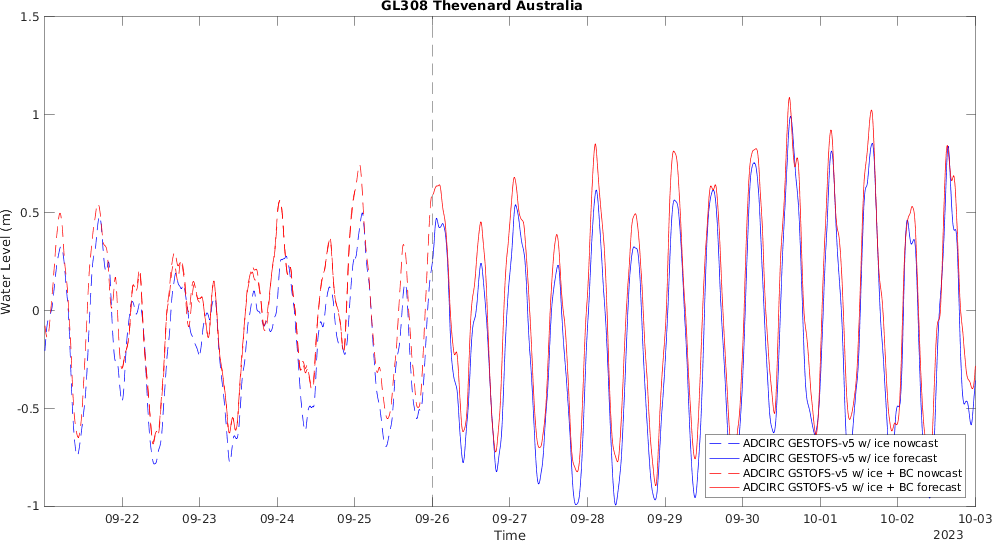 GL308 Thevenard Australia
1.5
1
0.5
0
-0.5
-1
Water Level (m)
ADCIRC GESTOFS-v5 w/ ice nowcast
ADCIRC GESTOFS-v5 w/ ice forecast
ADCIRC GSTOFS-v5 w/ ice + BC nowcast
ADCIRC GSTOFS-v5 w/ ice + BC forecast
09-22 09-23 09-24 09-25 09-26 09-27 09-28 09-29 09-30 10-01 10-02 10-03
Time
2023